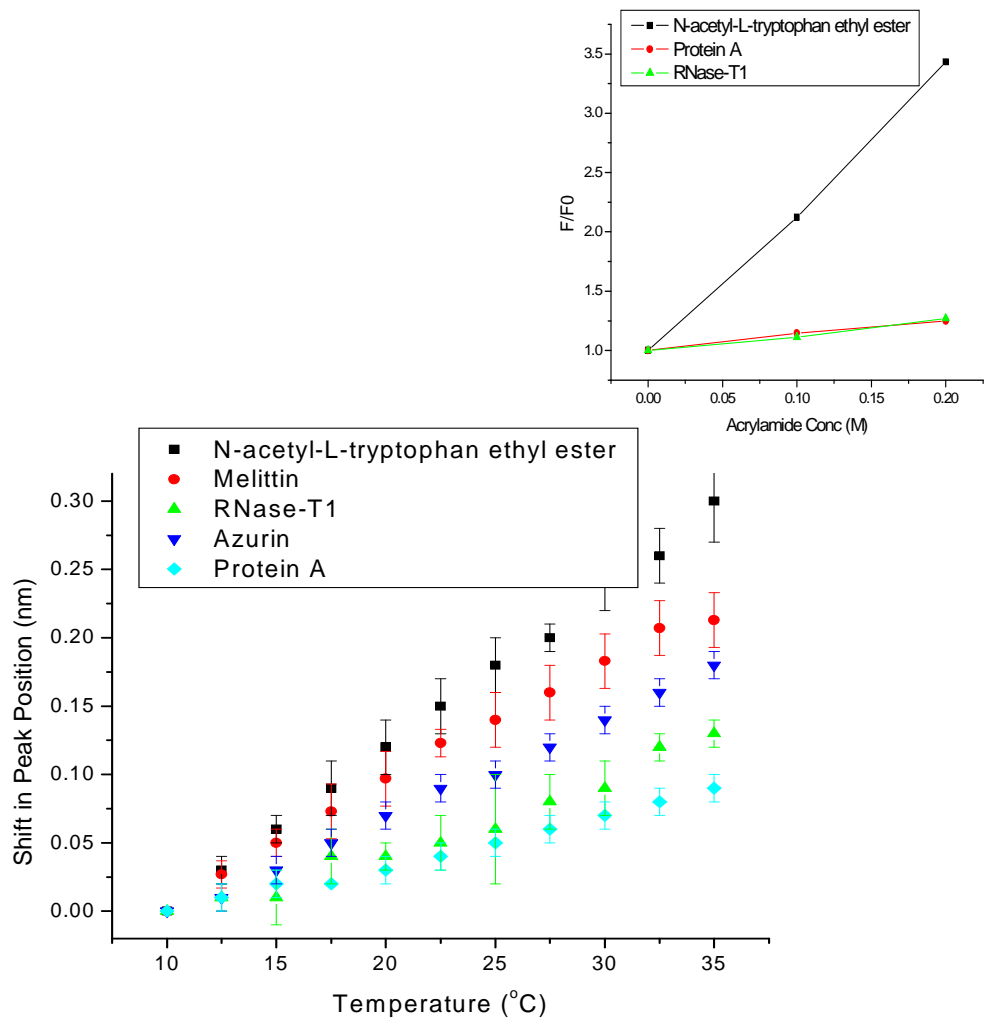 N-acetyl-L-tryptophan ethyl ester
Protein A
RNase-T1
3.5
3.0
2.5
2.0
1.5
1.0
F/F0
0.00 0.05 0.10 0.15 0.20
Acrylamide Conc (M)
N-acetyl-L-tryptophan ethyl ester
Melittin
RNase-T1
Azurin
Protein A
0.30
0.25
0.20
0.15
0.10
0.05
0.00
Shift in Peak Position (nm)
10 15 20 25 30 35
Temperature (°C)